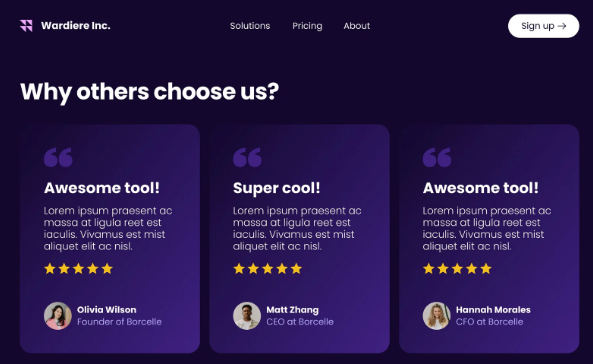 Wardiere Inc.
Solutions
Pricing
About
Sign up →
Why others choose us?
Awesome tool!
Lorem ipsum praesent ac
massa at ligula reet est
iaculis. Vivamus est mist
aliquet elit ac nisl.
Olivia Wilson
Founder of Borcelle
Super cool!
Lorem ipsum praesent ac
massa at ligula reet est
iaculis. Vivamus est mist
aliquet elit ac nisl.
Matt Zhang
CEO at Borcelle
Awesome tool!
Lorem ipsum praesent ac
massa at ligula reet est
iaculis. Vivamus est mist
aliquet elit ac nisl.
Hannah Morales
CFO at Borcelle